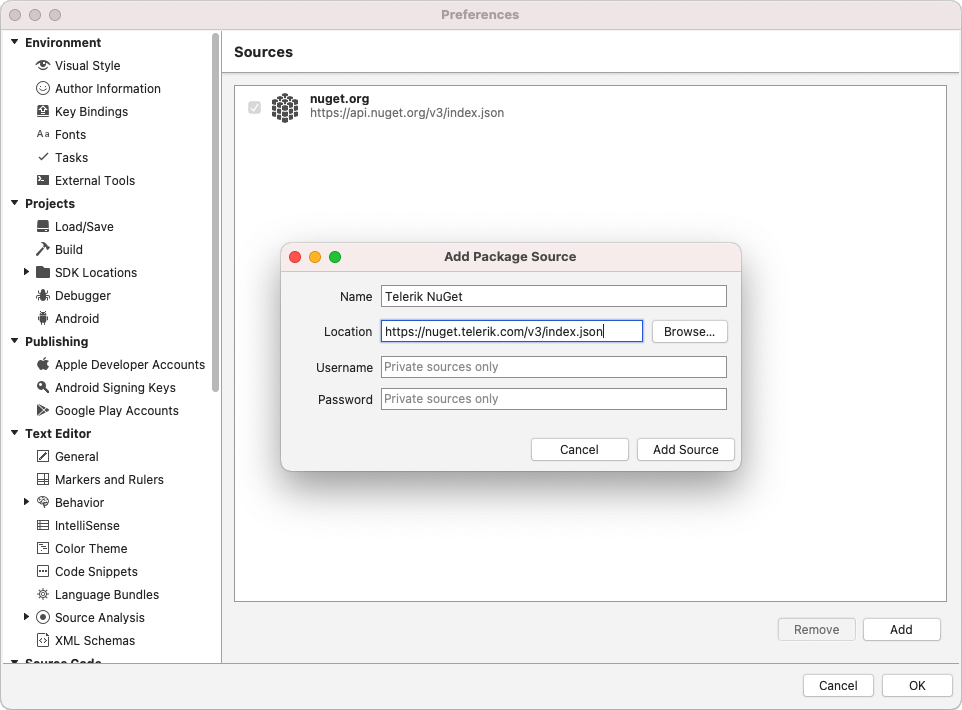 Preferences
Environment
Visual Style
Author Information
Key Bindings
Aa Fonts
Tasks
External Tools
Projects
Load/Save
Build
SDK Locations
Debugger
Android
Publishing
Apple Developer Accounts
Android Signing Keys
Google Play Accounts
Text Editor
General
Markers and Rulers
Behavior
IntelliSense
Color Theme
Code Snippets
Language Bundles
Source Analysis
XML Schemas
Source Code
Sources
nuget.org
https://api.nuget.org/v3/index.json
Add Package Source
Name Telerik NuGet
Location https://nuget.telerik.com/v3/index.json Browse...
Username Private sources only
Password Private sources only
Cancel Add Source
Remove Add
Cancel OK